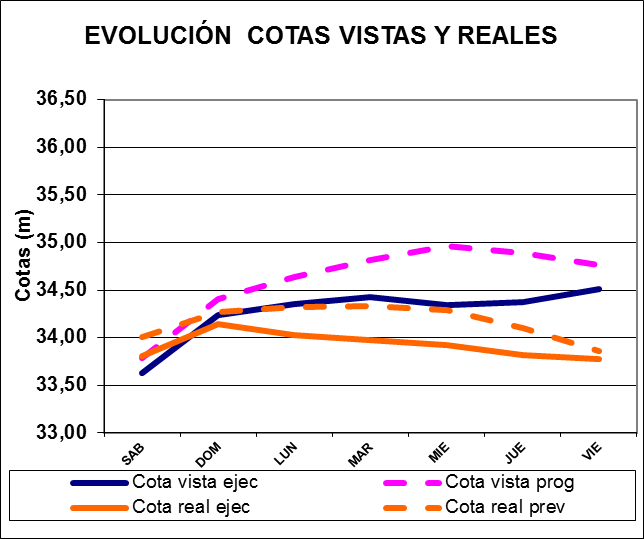 EVOLUCIÓN  COTAS VISTAS Y REALES
Cotas (m)
36,50
36,00
35,50
35,00
34,50
34,00
33,50
33,00
SAB DOM LUN MAR MIE JUE VIE
Cota vista ejec Cota vista prog
Cota real ejec Cota real prev